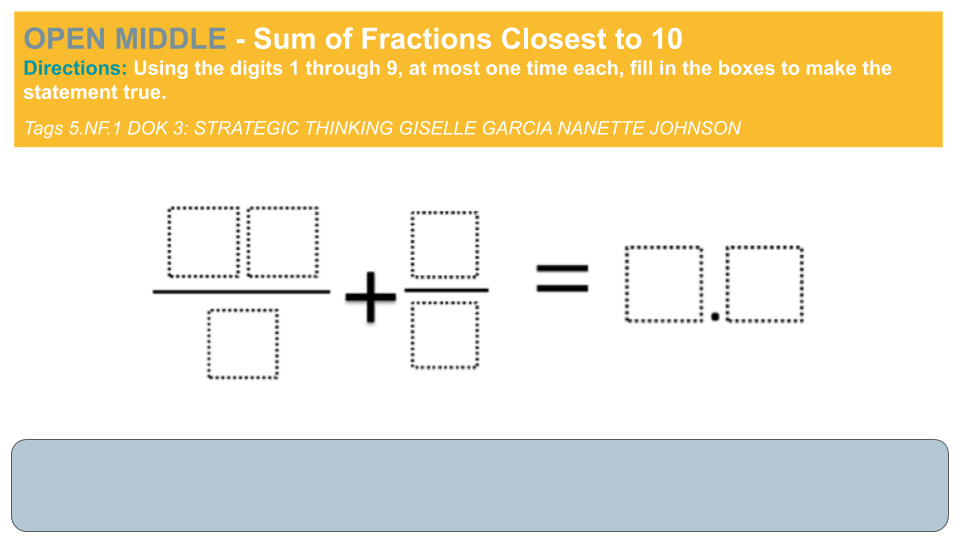 OPEN MIDDLE - Sum of Fractions Closest to 10
Directions: Using the digits 1 through 9, at most one time each, fill in the boxes to make the
statement true.
Tags 5.NF.1 DOK 3: STRATEGIC THINKING GISELLE GARCIA NANETTE JOHNSON
+ = .